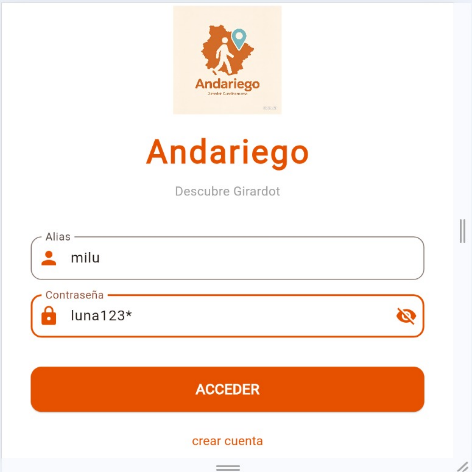 Andariego
Andariego
Descubre Girardot
Alias
milu
Contraseña
luna123*
ACCEDER
crear cuenta